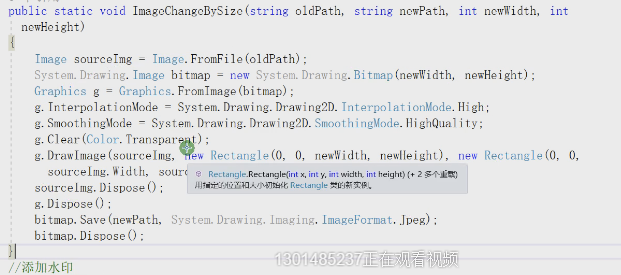 public static void ImageChangeBySize(string oldPath, string newPath, int newWidth, int
newHeight)
{
Image sourceImg = Image.FromFile(oldPath);
System.Drawing.Image bitmap = new System.Drawing.Bitmap(newWidth, newHeight);
Graphics g = Graphics.FromImage(bitmap);
g.InterpolationMode = System.Drawing.Drawing2D.InterpolationMode.High;
g.SmoothingMode = System.Drawing.Drawing2D.SmoothingMode.HighQuality;
g.Clear(Color.Transparent);
g.DrawImage(sourceImg, new Rectangle(0, 0, newWidth, newHeight), new Rectangle(0, 0,
sourceImg.Width, sour
Rectangle.Rectangle(int x, int y, int width, int height) (+ 2 多个重载)
用指定的位置和大小初始化 Rectangle 类的新实例。
sourceImg.Dispose();
g.Dispose();
bitmap.Save(newPath, System.Drawing.Imaging.ImageFormat.Jpeg);
bitmap.Dispose();
}
1301485237正在观看视频
//添加水印